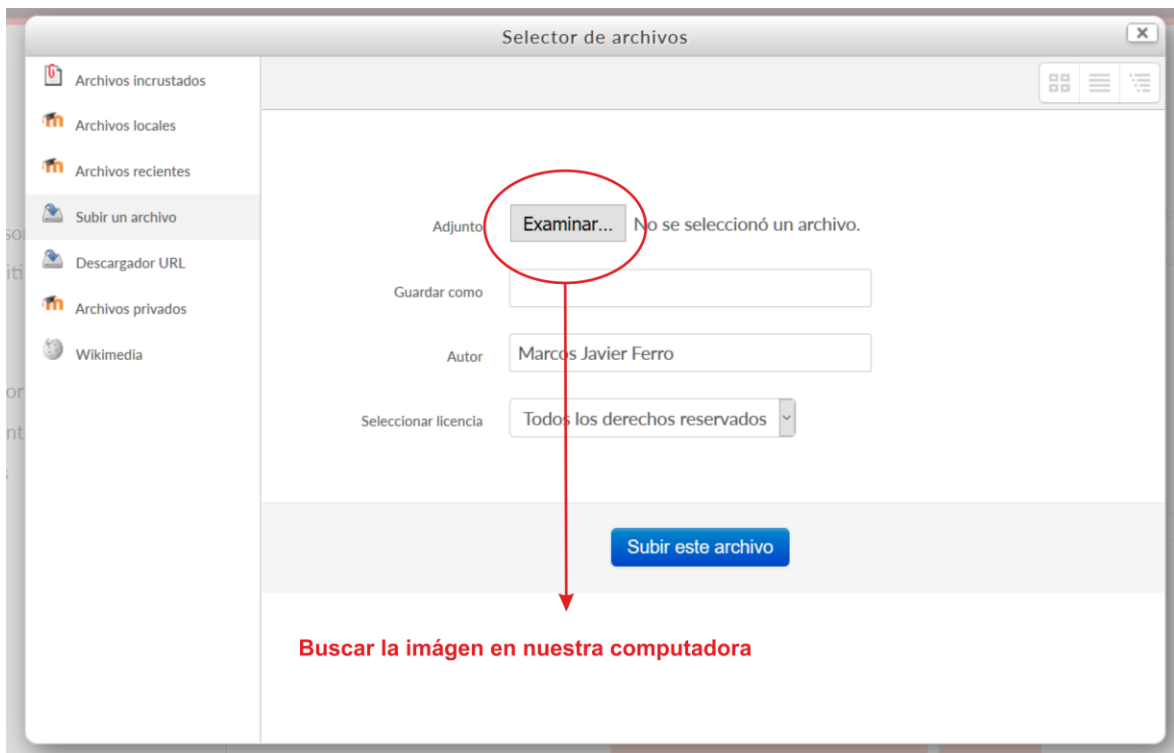 Selector de archivos
Archivos incrustados
Archivos locales
Archivos recientes
Subir un archivo
Descargador URL
Archivos privados
Wikimedia
Adjunto Examinar... No se seleccionó un archivo.
Guardar como
Autor Marcos Javier Ferro
Seleccionar licencia Todos los derechos reservados
Subir este archivo
Buscar la imágen en nuestra computadora